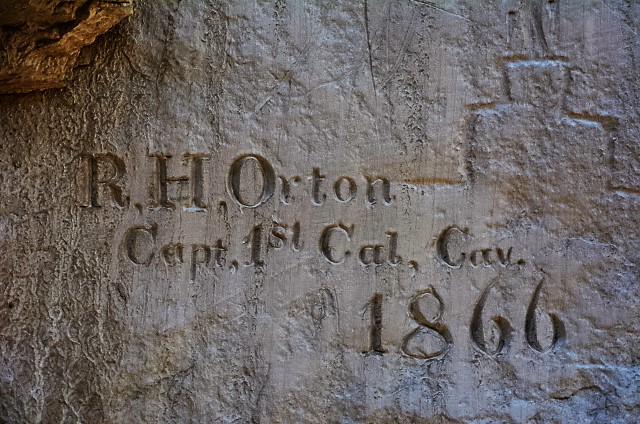 R. H. Orton
Capt. 1st Cal. Cav.
1866